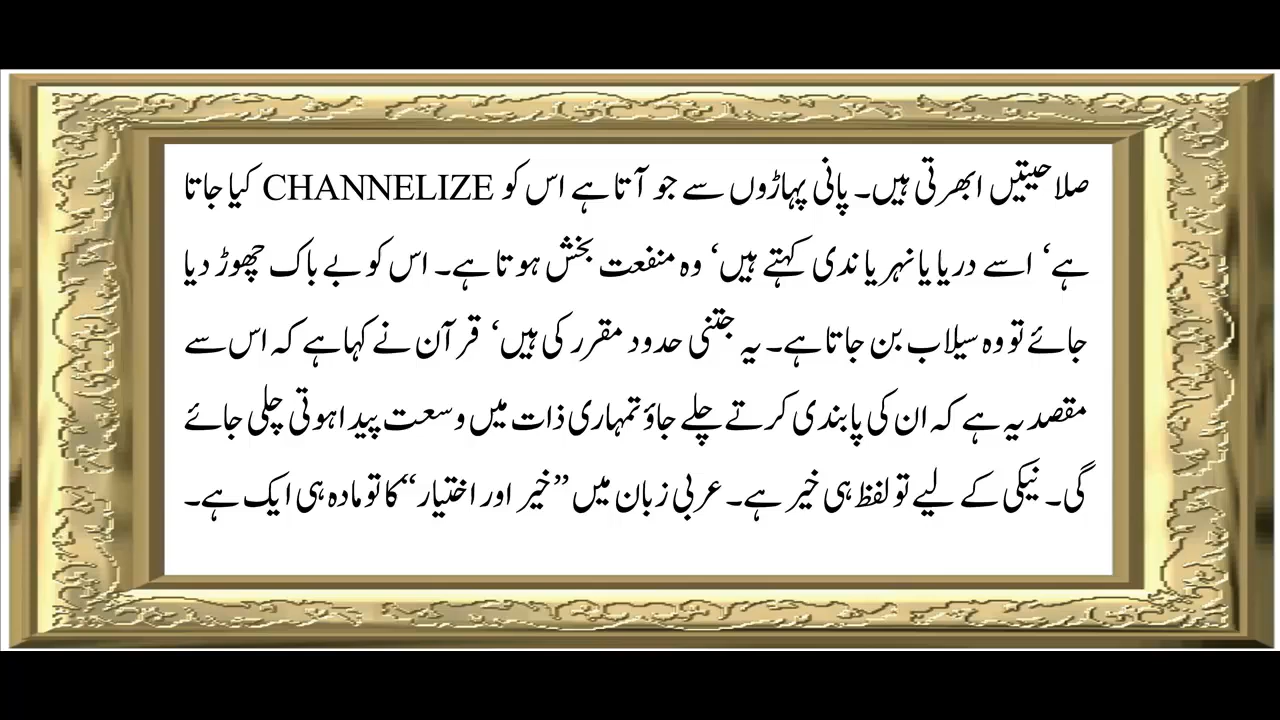 صلاحیتیں ابھرتی ہیں۔ پانی پہاڑوں سے جو آتا ہے اس کو CHANNELIZE کیا جاتا
ہے‘ اسے دریا یا نہر یا ندی کہتے ہیں‘ وہ منفعت بخش ہوتا ہے۔ اس کو بے باک چھوڑ دیا
جائے تو وہ سیلاب بن جاتا ہے۔ یہ جتنی حدود مقرر کی ہیں‘ قرآن نے کہا ہے کہ اس سے
مقصد یہ ہے کہ ان کی پابندی کرتے چلے جاؤ تمہاری ذات میں وسعت پیدا ہوتی چلی جائے
گی۔ نیکی کے لیے تو لفظ ہی خیر ہے۔ عربی زبان میں ”خیر اور اختیار“ کا تو مادہ ہی ایک ہے۔